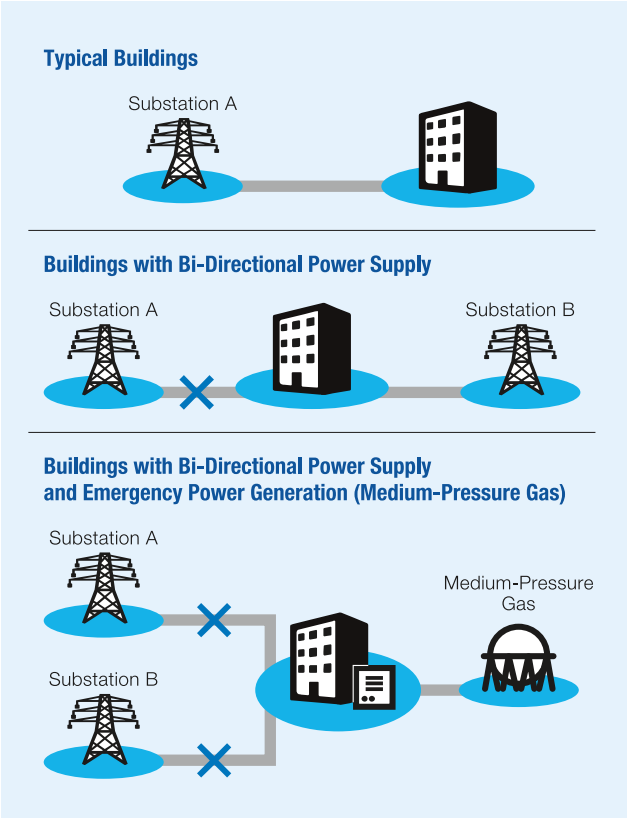 Typical Buildings
Substation A
Buildings with Bi-Directional Power Supply
Substation A
Substation B
Buildings with Bi-Directional Power Supply
and Emergency Power Generation (Medium-Pressure Gas)
Substation A
Medium-Pressure
Gas
Substation B